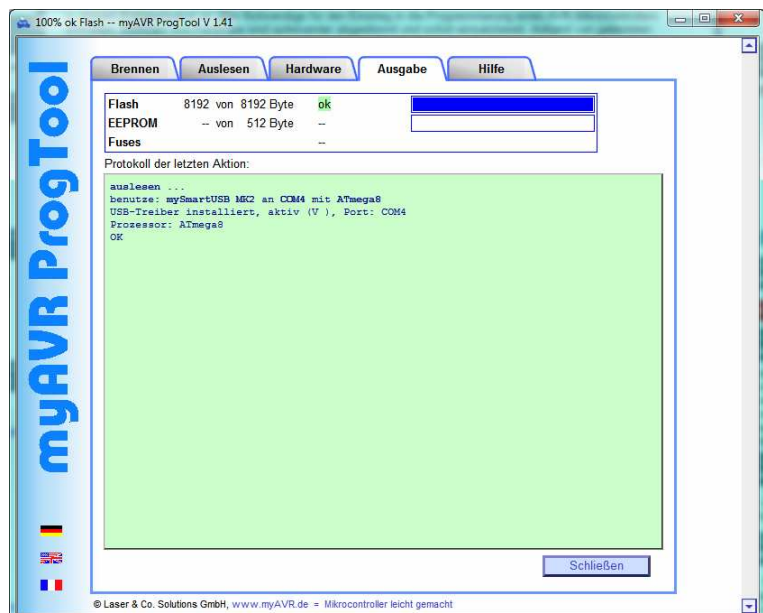 100% ok Flash -- myAVR ProgTool V 1.41
myAVR ProgTool
Brennen Auslesen Hardware Ausgabe Hilfe
Flash 8192 von 8192 Byte ok
EEPROM -- von 512 Byte --
Fuses --
Protokoll der letzten Aktion:
auslesen ...
benutze: mySmartUSB MK2 an COM4 mit ATmega8
USB-Treiber installiert, aktiv (V ), Port: COM4
Prozessor: ATmega8
OK
Schließen
© Laser & Co. Solutions GmbH, www.myAVR.de = Mikrocontroller leicht gemacht